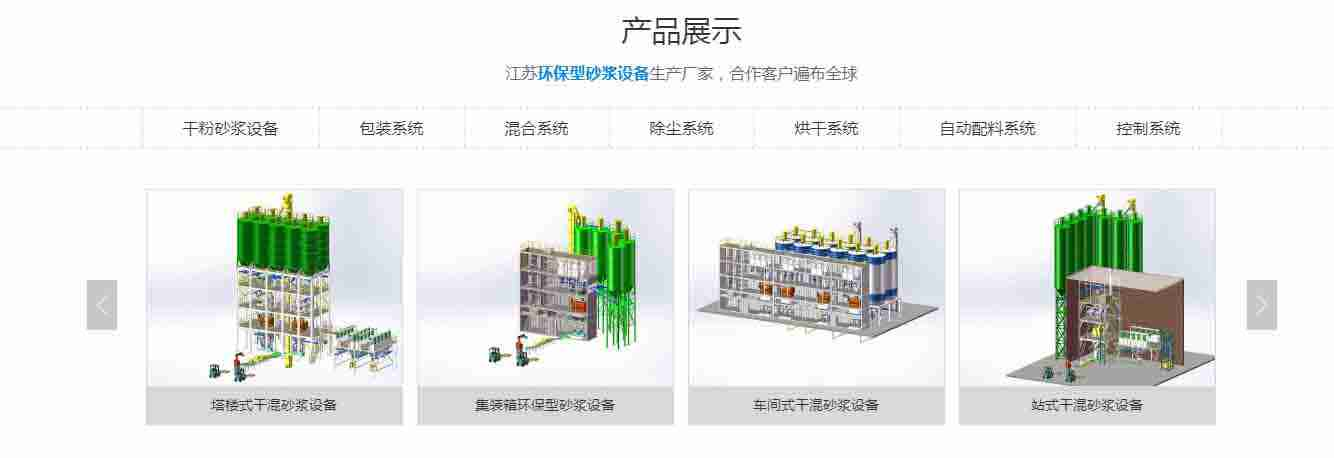 产品展示
江苏环保型砂浆设备生产厂家，合作客户遍布全球
干粉砂浆设备 包装系统 混合系统 除尘系统 烘干系统 自动配料系统 控制系统
塔楼式干混砂浆设备 集装箱环保型砂浆设备 车间式干混砂浆设备 站式干混砂浆设备